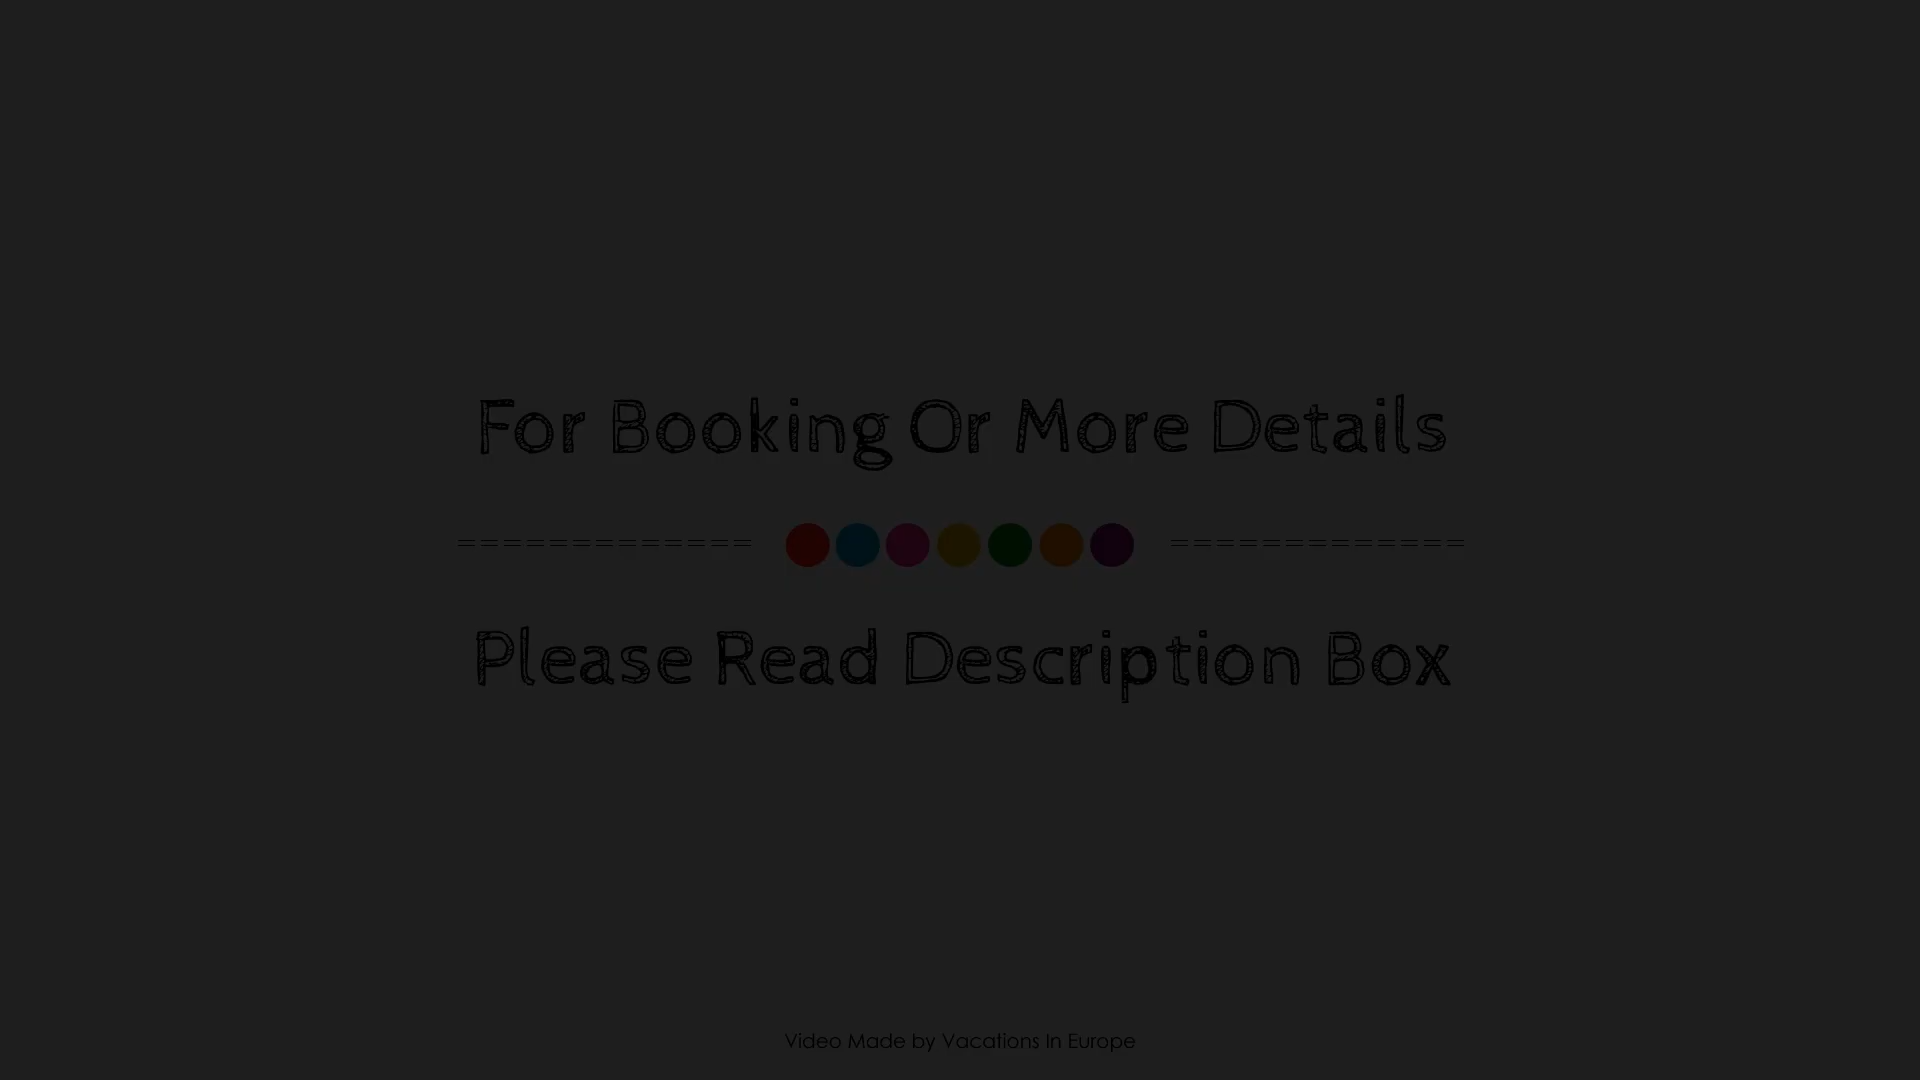 For Booking Or More Details
============= =============
Please Read Description Box
Video Made by Vacations In Europe